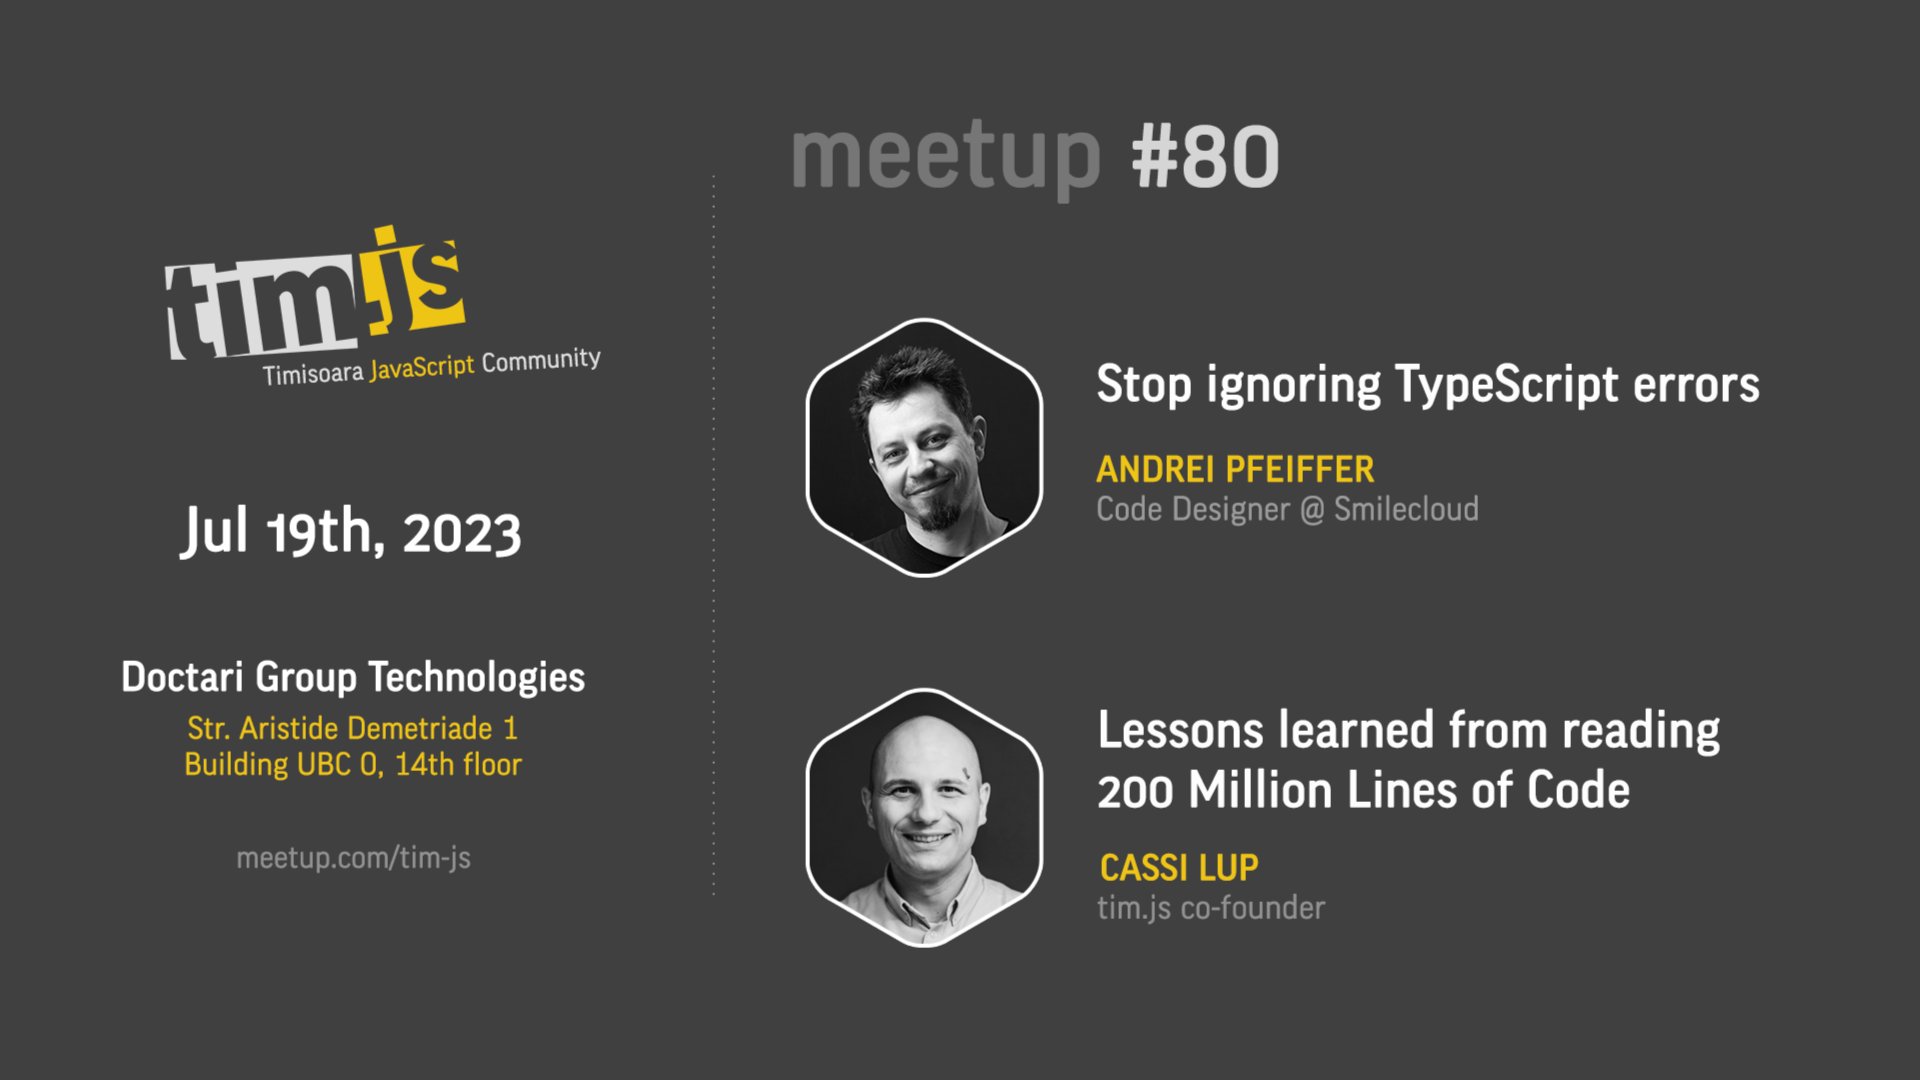 tim.js
Timisoara JavaScript Community
Jul 19th, 2023
Doctari Group Technologies
Str. Aristide Demetriade 1
Building UBC 0, 14th floor
meetup.com/tim-js
meetup #80
Stop ignoring TypeScript errors
ANDREI PFEIFFER
Code Designer @ Smilecloud
Lessons learned from reading
200 Million Lines of Code
CASSI LUP
tim.js co-founder